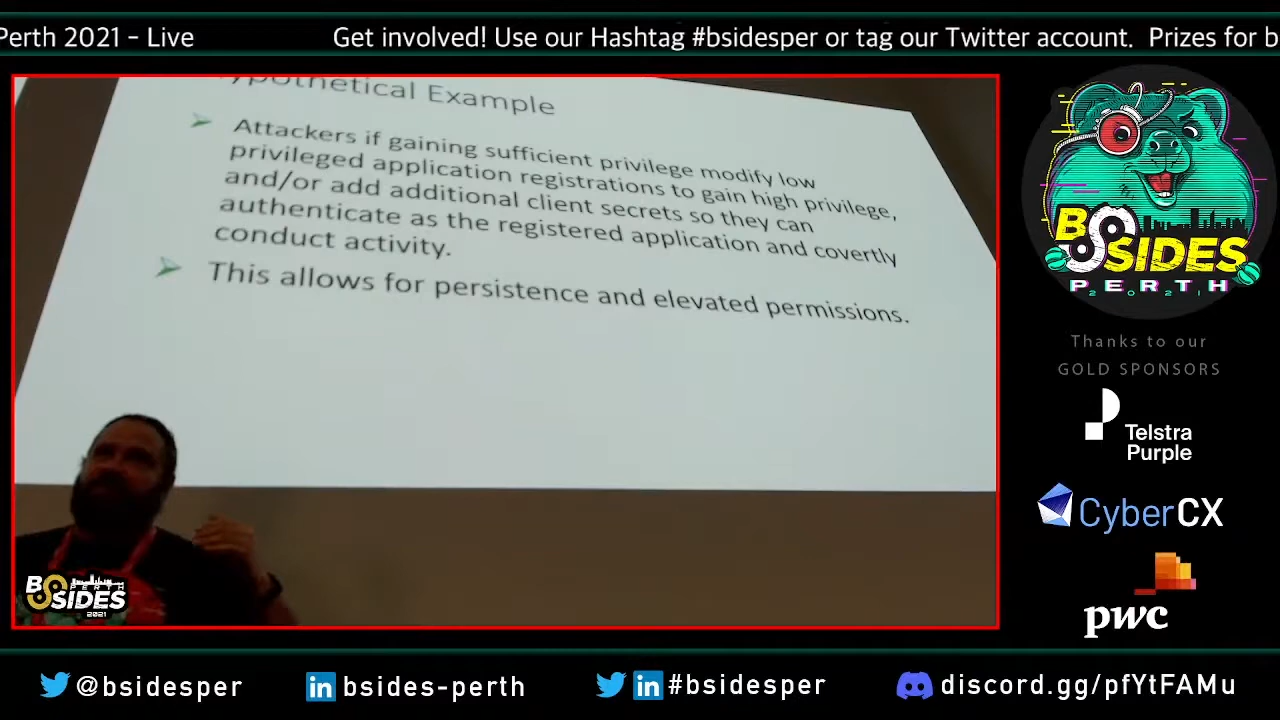 Perth 2021 – Live Get involved! Use our Hashtag #bsidesper or tag our Twitter account. Prizes for b
ypothetical Example
Attackers if gaining sufficient privilege modify low
privileged application registrations to gain high privilege,
and/or add additional client secrets so they can
authenticate as the registered application and covertly
conduct activity.
This allows for persistence and elevated permissions.
BSIDES
PERTH
2021
Thanks to our
GOLD SPONSORS
Telstra
Purple
CyberCX
pwc
BSIDES
PERTH
2021
@bsidesper
bsides-perth
#bsidesper
discord.gg/pfYtFAMu